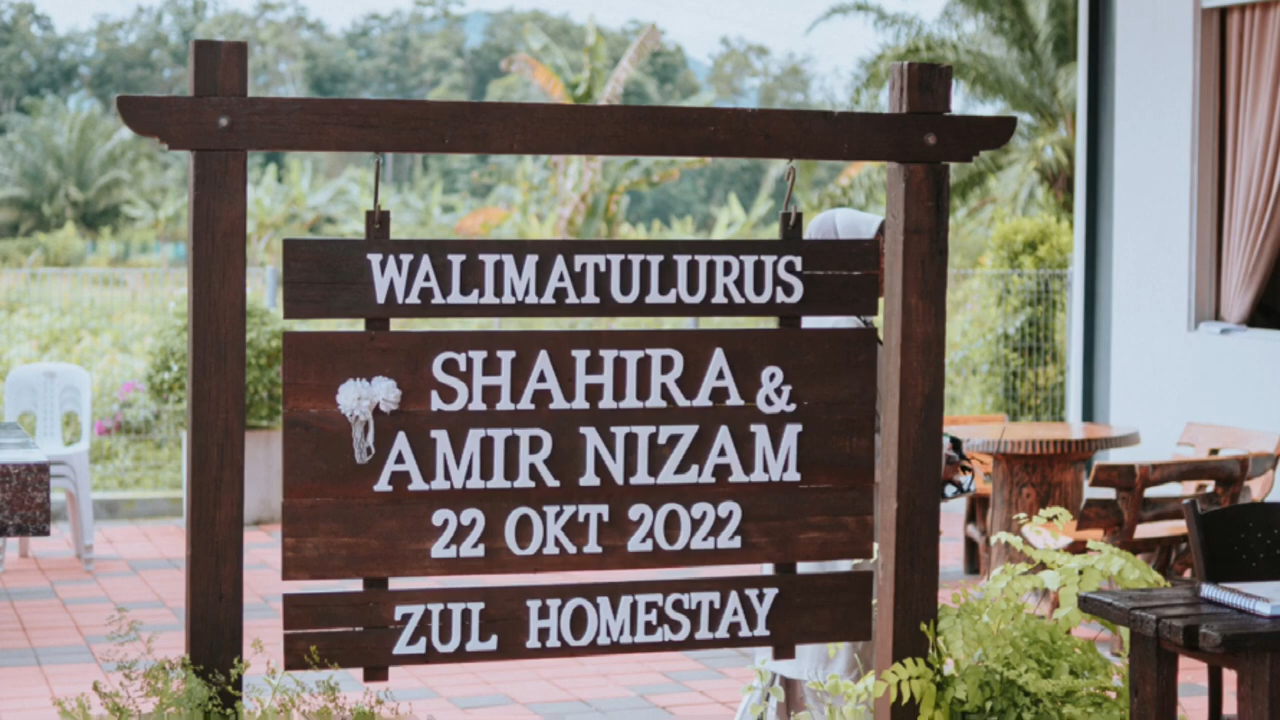 WALIMATULURUS
SHAHIRA &
AMIR NIZAM
22 OKT 2022
ZUL HOMESTAY